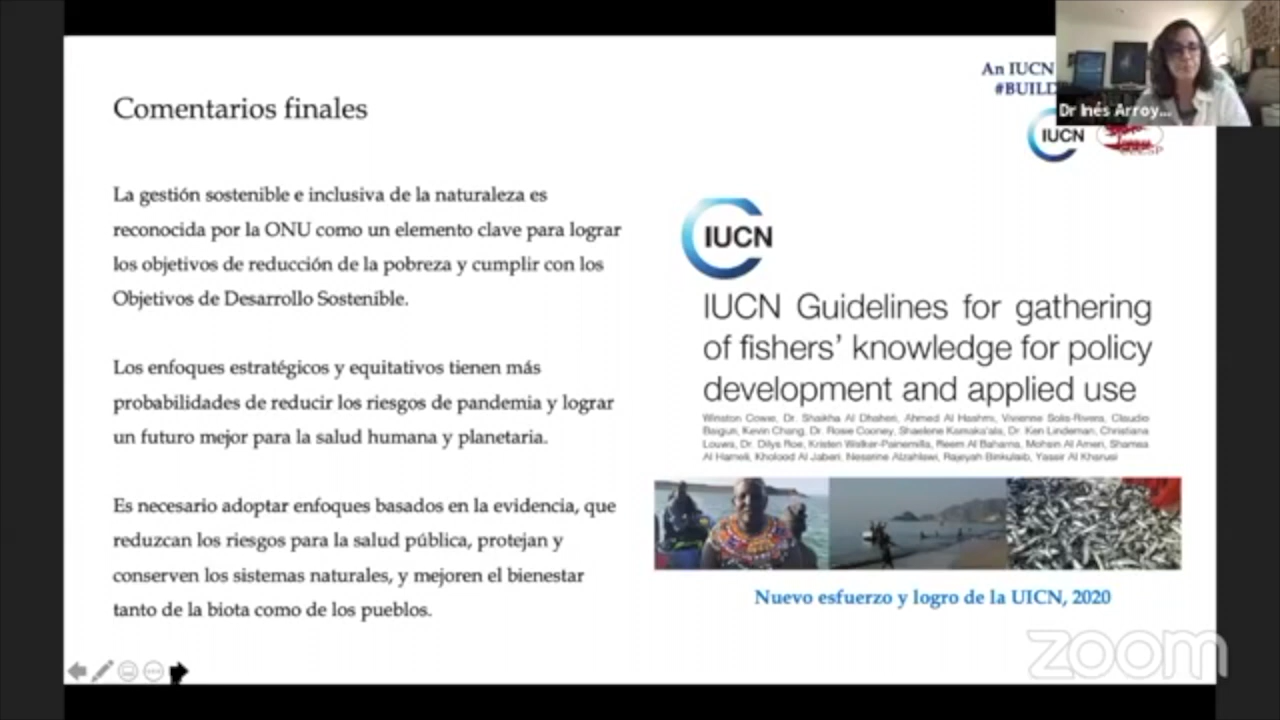 Comentarios finales
An IUCN
#BUILD
Dr Inés Arroy...
IUCN
La gestión sostenible e inclusiva de la naturaleza es
reconocida por la ONU como un elemento clave para lograr
los objetivos de reducción de la pobreza y cumplir con los
Objetivos de Desarrollo Sostenible.
Los enfoques estratégicos y equitativos tienen más
probabilidades de reducir los riesgos de pandemia y lograr
un futuro mejor para la salud humana y planetaria.
Es necesario adoptar enfoques basados en la evidencia, que
reduzcan los riesgos para la salud pública, protejan y
conserven los sistemas naturales, y mejoren el bienestar
tanto de la biota como de los pueblos.
IUCN
IUCN Guidelines for gathering
of fishers' knowledge for policy
development and applied use
Winston Cowie, Dr. Shaikha Al Dhaheri, Ahmed Al Hashmi, Vivienne Solis-Rivera, Claudio
Baigun, Kevin Chang, Dr. Rosie Cooney, Shaelene Kamaka'ala, Dr. Ken Lindeman, Christiana
Louwa, Dr. Dilys Roe, Kristen Walker-Painemilla, Reem Al Baharna, Mohsin Al Ameri, Shamsa
Al Hameli, Kholood Al Jaberi, Nesserine Alzahlawi, Rajeyah Binkulaib, Yassir Al Kharusi
Nuevo esfuerzo y logro de la UICN, 2020
zoom